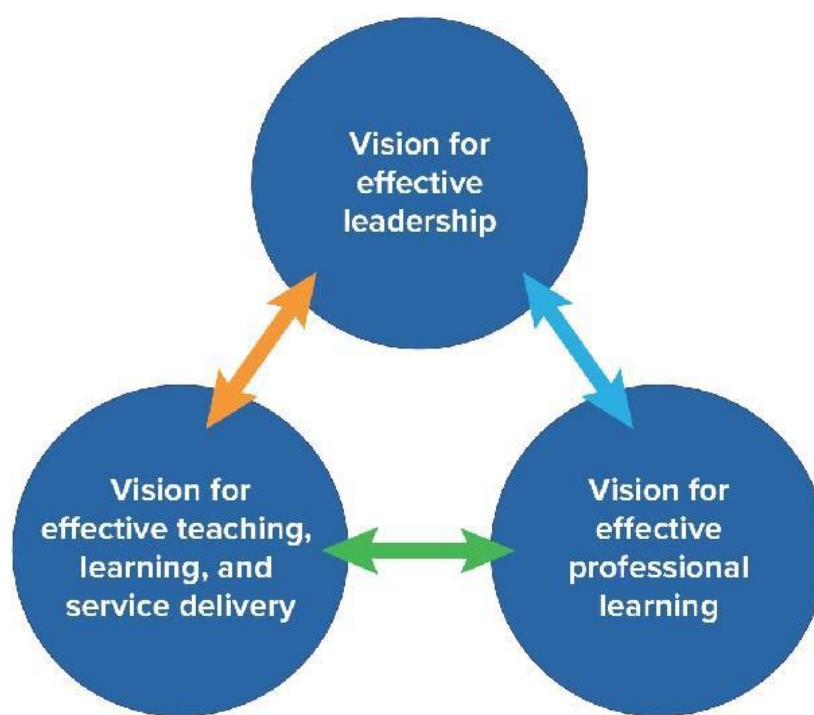 Vision for
effective
leadership
Vision for
effective teaching,
learning, and
service delivery
Vision for
effective
professional
learning